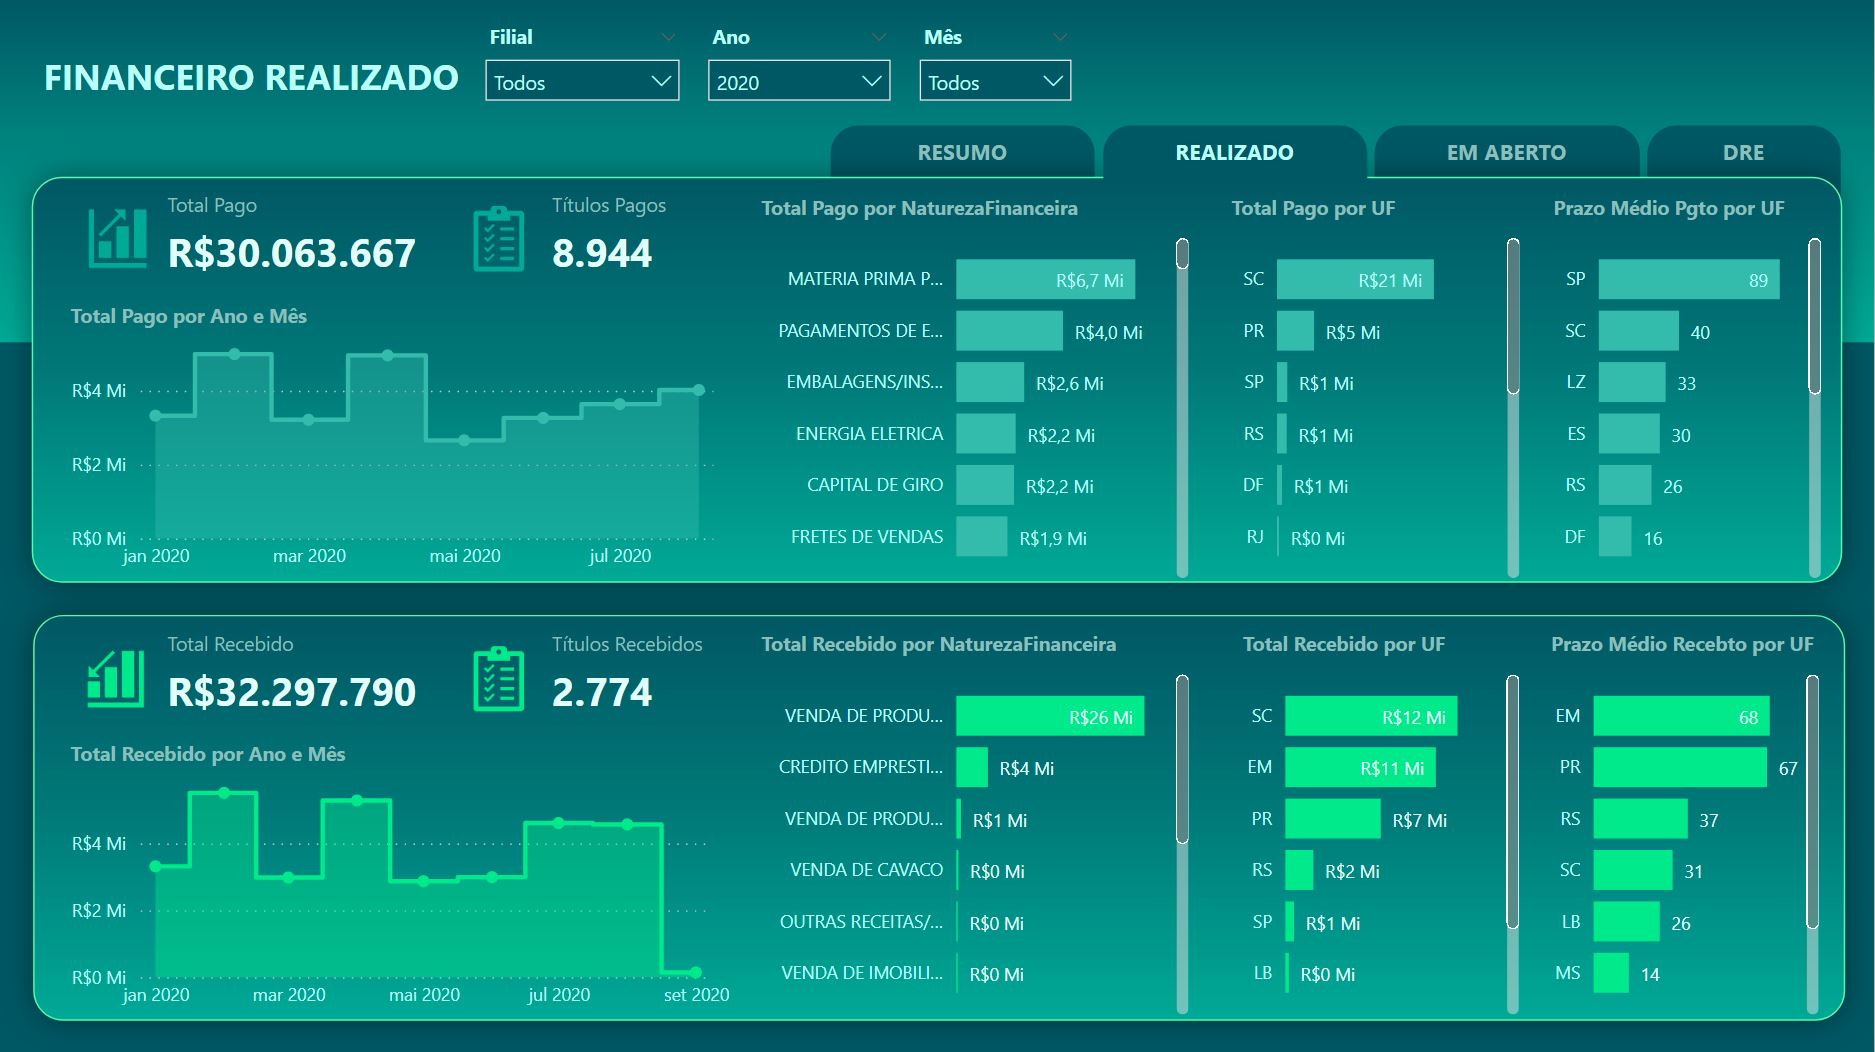 FINANCEIRO REALIZADO
Filial
Todos
Ano
2020
Mês
Todos
RESUMO
REALIZADO
EM ABERTO
DRE
Total Pago
R$30.063.667
Títulos Pagos
8.944
Total Pago por Ano e Mês
R$4 Mi
R$2 Mi
R$0 Mi
jan 2020
mar 2020
mai 2020
jul 2020
Total Pago por NaturezaFinanceira
MATERIA PRIMA P... R$6,7 Mi
PAGAMENTOS DE E... R$4,0 Mi
EMBALAGENS/INS... R$2,6 Mi
ENERGIA ELETRICA R$2,2 Mi
CAPITAL DE GIRO R$2,2 Mi
FRETES DE VENDAS R$1,9 Mi
Total Pago por UF
SC R$21 Mi
PR R$5 Mi
SP R$1 Mi
RS R$1 Mi
DF R$1 Mi
RJ R$0 Mi
Prazo Médio Pgto por UF
SP 89
SC 40
LZ 33
ES 30
RS 26
DF 16
Total Recebido
R$32.297.790
Títulos Recebidos
2.774
Total Recebido por Ano e Mês
R$4 Mi
R$2 Mi
R$0 Mi
jan 2020
mar 2020
mai 2020
jul 2020
set 2020
Total Recebido por NaturezaFinanceira
VENDA DE PRODU... R$26 Mi
CREDITO EMPRESTI... R$4 Mi
VENDA DE PRODU... R$1 Mi
VENDA DE CAVACO R$0 Mi
OUTRAS RECEITAS/... R$0 Mi
VENDA DE IMOBILI... R$0 Mi
Total Recebido por UF
SC R$12 Mi
EM R$11 Mi
PR R$7 Mi
RS R$2 Mi
SP R$1 Mi
LB R$0 Mi
Prazo Médio Recebto por UF
EM 68
PR 67
RS 37
SC 31
LB 26
MS 14